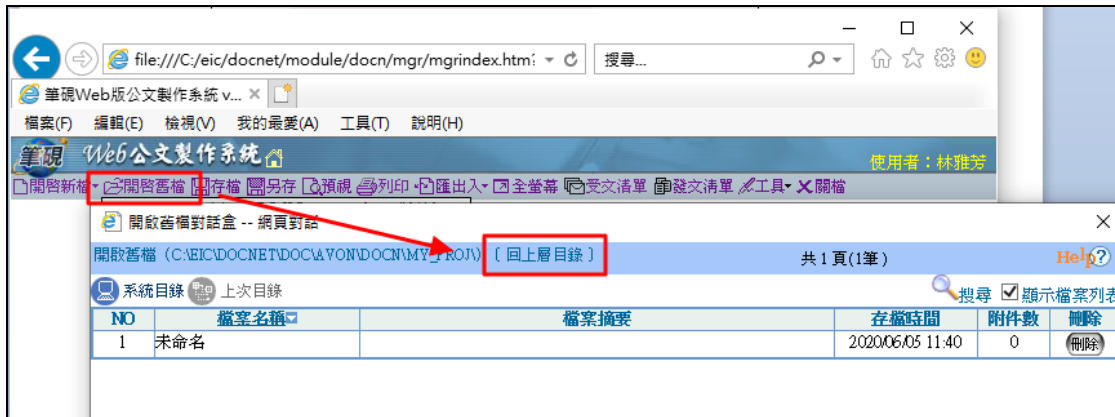 file:///C:/eic/docnet/module/docn/mgr/mgrindex.htm? 搜尋...
筆硯Web版公文製作系統 v...
檔案(F) 編輯(E) 檢視(V) 我的最愛(A) 工具(T) 說明(H)
筆硯 Web公文製作系統
使用者：林雅芳
開啓新檔 開啓舊檔 存檔 另存 預視 列印 匯出入 全螢幕 受文清單 發文清單 工具 關檔
開啟舊檔對話盒 -- 網頁對話
開啟舊檔 (C:\EIC\DOCNET\DOC\AVON\DOCN\MY_PROJ\) 〔 回上層目錄 〕 共 1 頁(1筆) Help?
系統目錄 上次目錄 搜尋 顯示檔案列表
NO 檔案名稱 檔案摘要 存檔時間 附件數 刪除
1 未命名 2020/06/05 11:40 0 刪除